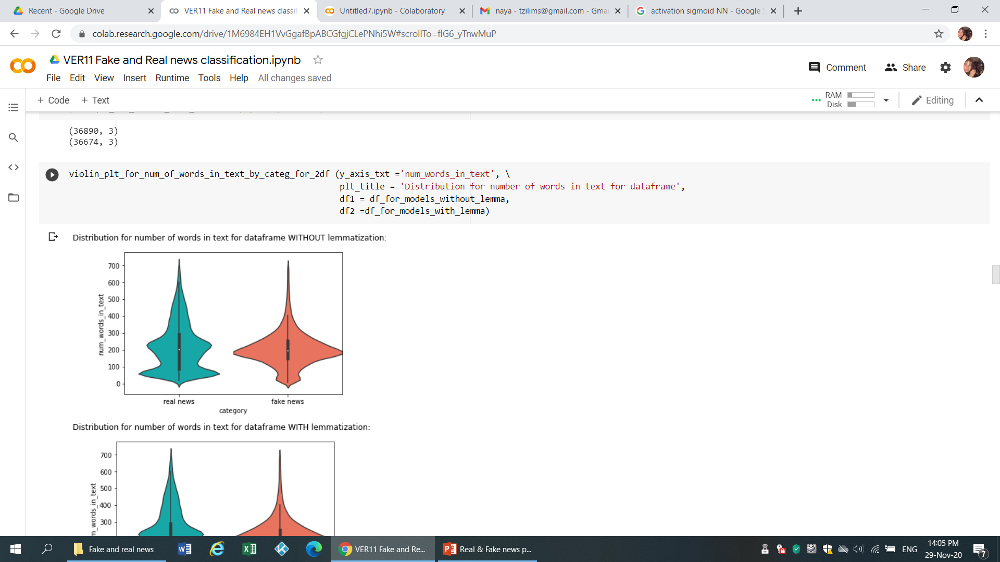 Recent - Google Drive
VER11 Fake and Real news classif
Untitled7.ipynb - Colaboratory
naya - tzilims@gmail.com - Gmai
activation sigmoid NN - Google S
colab.research.google.com/drive/1M6984EH1VvGgafBpABCGfgjCLePNhi5W#scrollTo=flG6_yTnwMuP
VER11 Fake and Real news classification.ipynb
Comment
Share
File Edit View Insert Runtime Tools Help All changes saved
+ Code + Text
RAM
Disk
Editing
(36890, 3)
(36674, 3)
violin_plt_for_num_of_words_in_text_by_categ_for_2df (y_axis_txt ='num_words_in_text', \
plt_title = 'Distribution for number of words in text for dataframe',
df1 = df_for_models_without_lemma,
df2 =df_for_models_with_lemma)
Distribution for number of words in text for dataframe WITHOUT lemmatization:
700
600
500
400
300
200
100
0
num_words_in_text
real news
fake news
category
Distribution for number of words in text for dataframe WITH lemmatization:
700
600
500
400
300
m_words_in_text
Fake and real news
VER11 Fake and Re...
Real & Fake news p...
ENG
14:05 PM
29-Nov-20
7